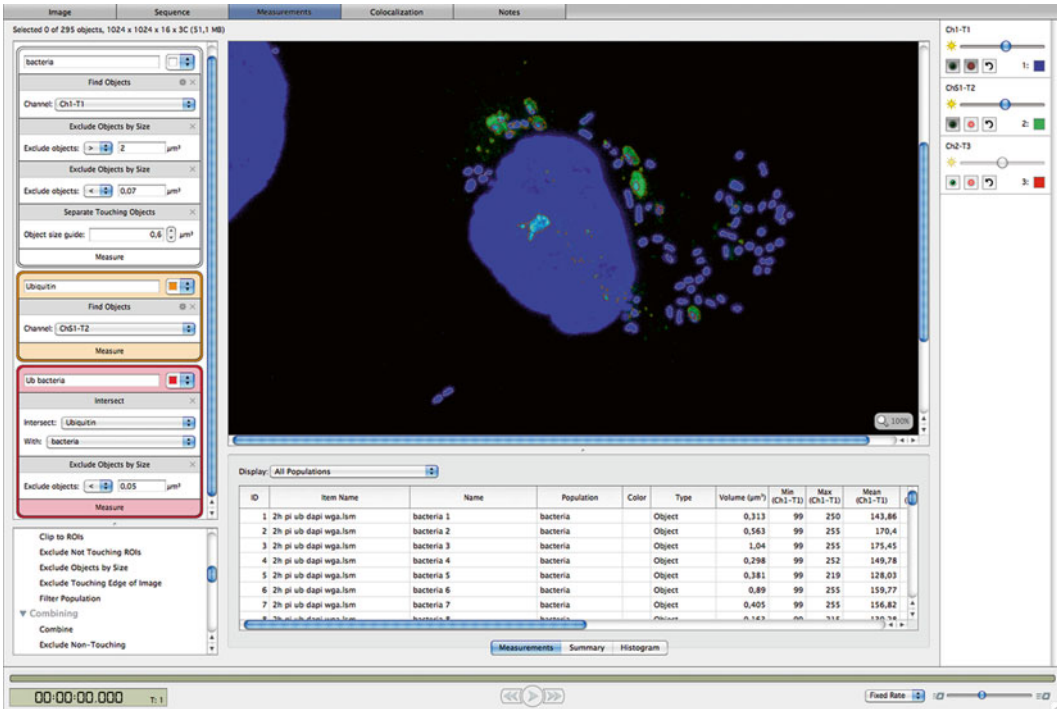 Image Sequence Measurements Colocalization Notes
Selected 0 of 295 objects, 1024 x 1024 x 16 x 3C (51,1 MB)
bacteria
Find Objects
Channel: Ch1-T1
Exclude Objects by Size
Exclude objects: > 2 µm³
Exclude Objects by Size
Exclude objects: < 0,07 µm³
Separate Touching Objects
Object size guide: 0,6 µm³
Measure
Ubiquitin
Find Objects
Channel: ChS1-T2
Measure
Ub bacteria
Intersect
Intersect: Ubiquitin
With: bacteria
Exclude Objects by Size
Exclude objects: < 0,05 µm³
Measure
Clip to ROIs
Exclude Not Touching ROIs
Exclude Objects by Size
Exclude Touching Edge of Image
Filter Population
Combining
Combine
Exclude Non-Touching
100%
Display: All Populations
ID Item Name Name Population Color Type Volume (µm³) Min (Ch1-T1) Max (Ch1-T1) Mean (Ch1-T1)
1 2h pi ub dapi wga.lsm bacteria 1 bacteria Object 0,313 99 250 143,86
2 2h pi ub dapi wga.lsm bacteria 2 bacteria Object 0,563 99 255 170,4
3 2h pi ub dapi wga.lsm bacteria 3 bacteria Object 1,04 99 255 175,45
4 2h pi ub dapi wga.lsm bacteria 4 bacteria Object 0,298 99 252 149,78
5 2h pi ub dapi wga.lsm bacteria 5 bacteria Object 0,381 99 219 128,03
6 2h pi ub dapi wga.lsm bacteria 6 bacteria Object 0,89 99 255 159,77
7 2h pi ub dapi wga.lsm bacteria 7 bacteria Object 0,405 99 255 156,82
Measurements Summary Histogram
Ch1-T1
1:
ChS1-T2
2:
Ch2-T3
3:
00:00:00.000 T: 1
Fixed Rate